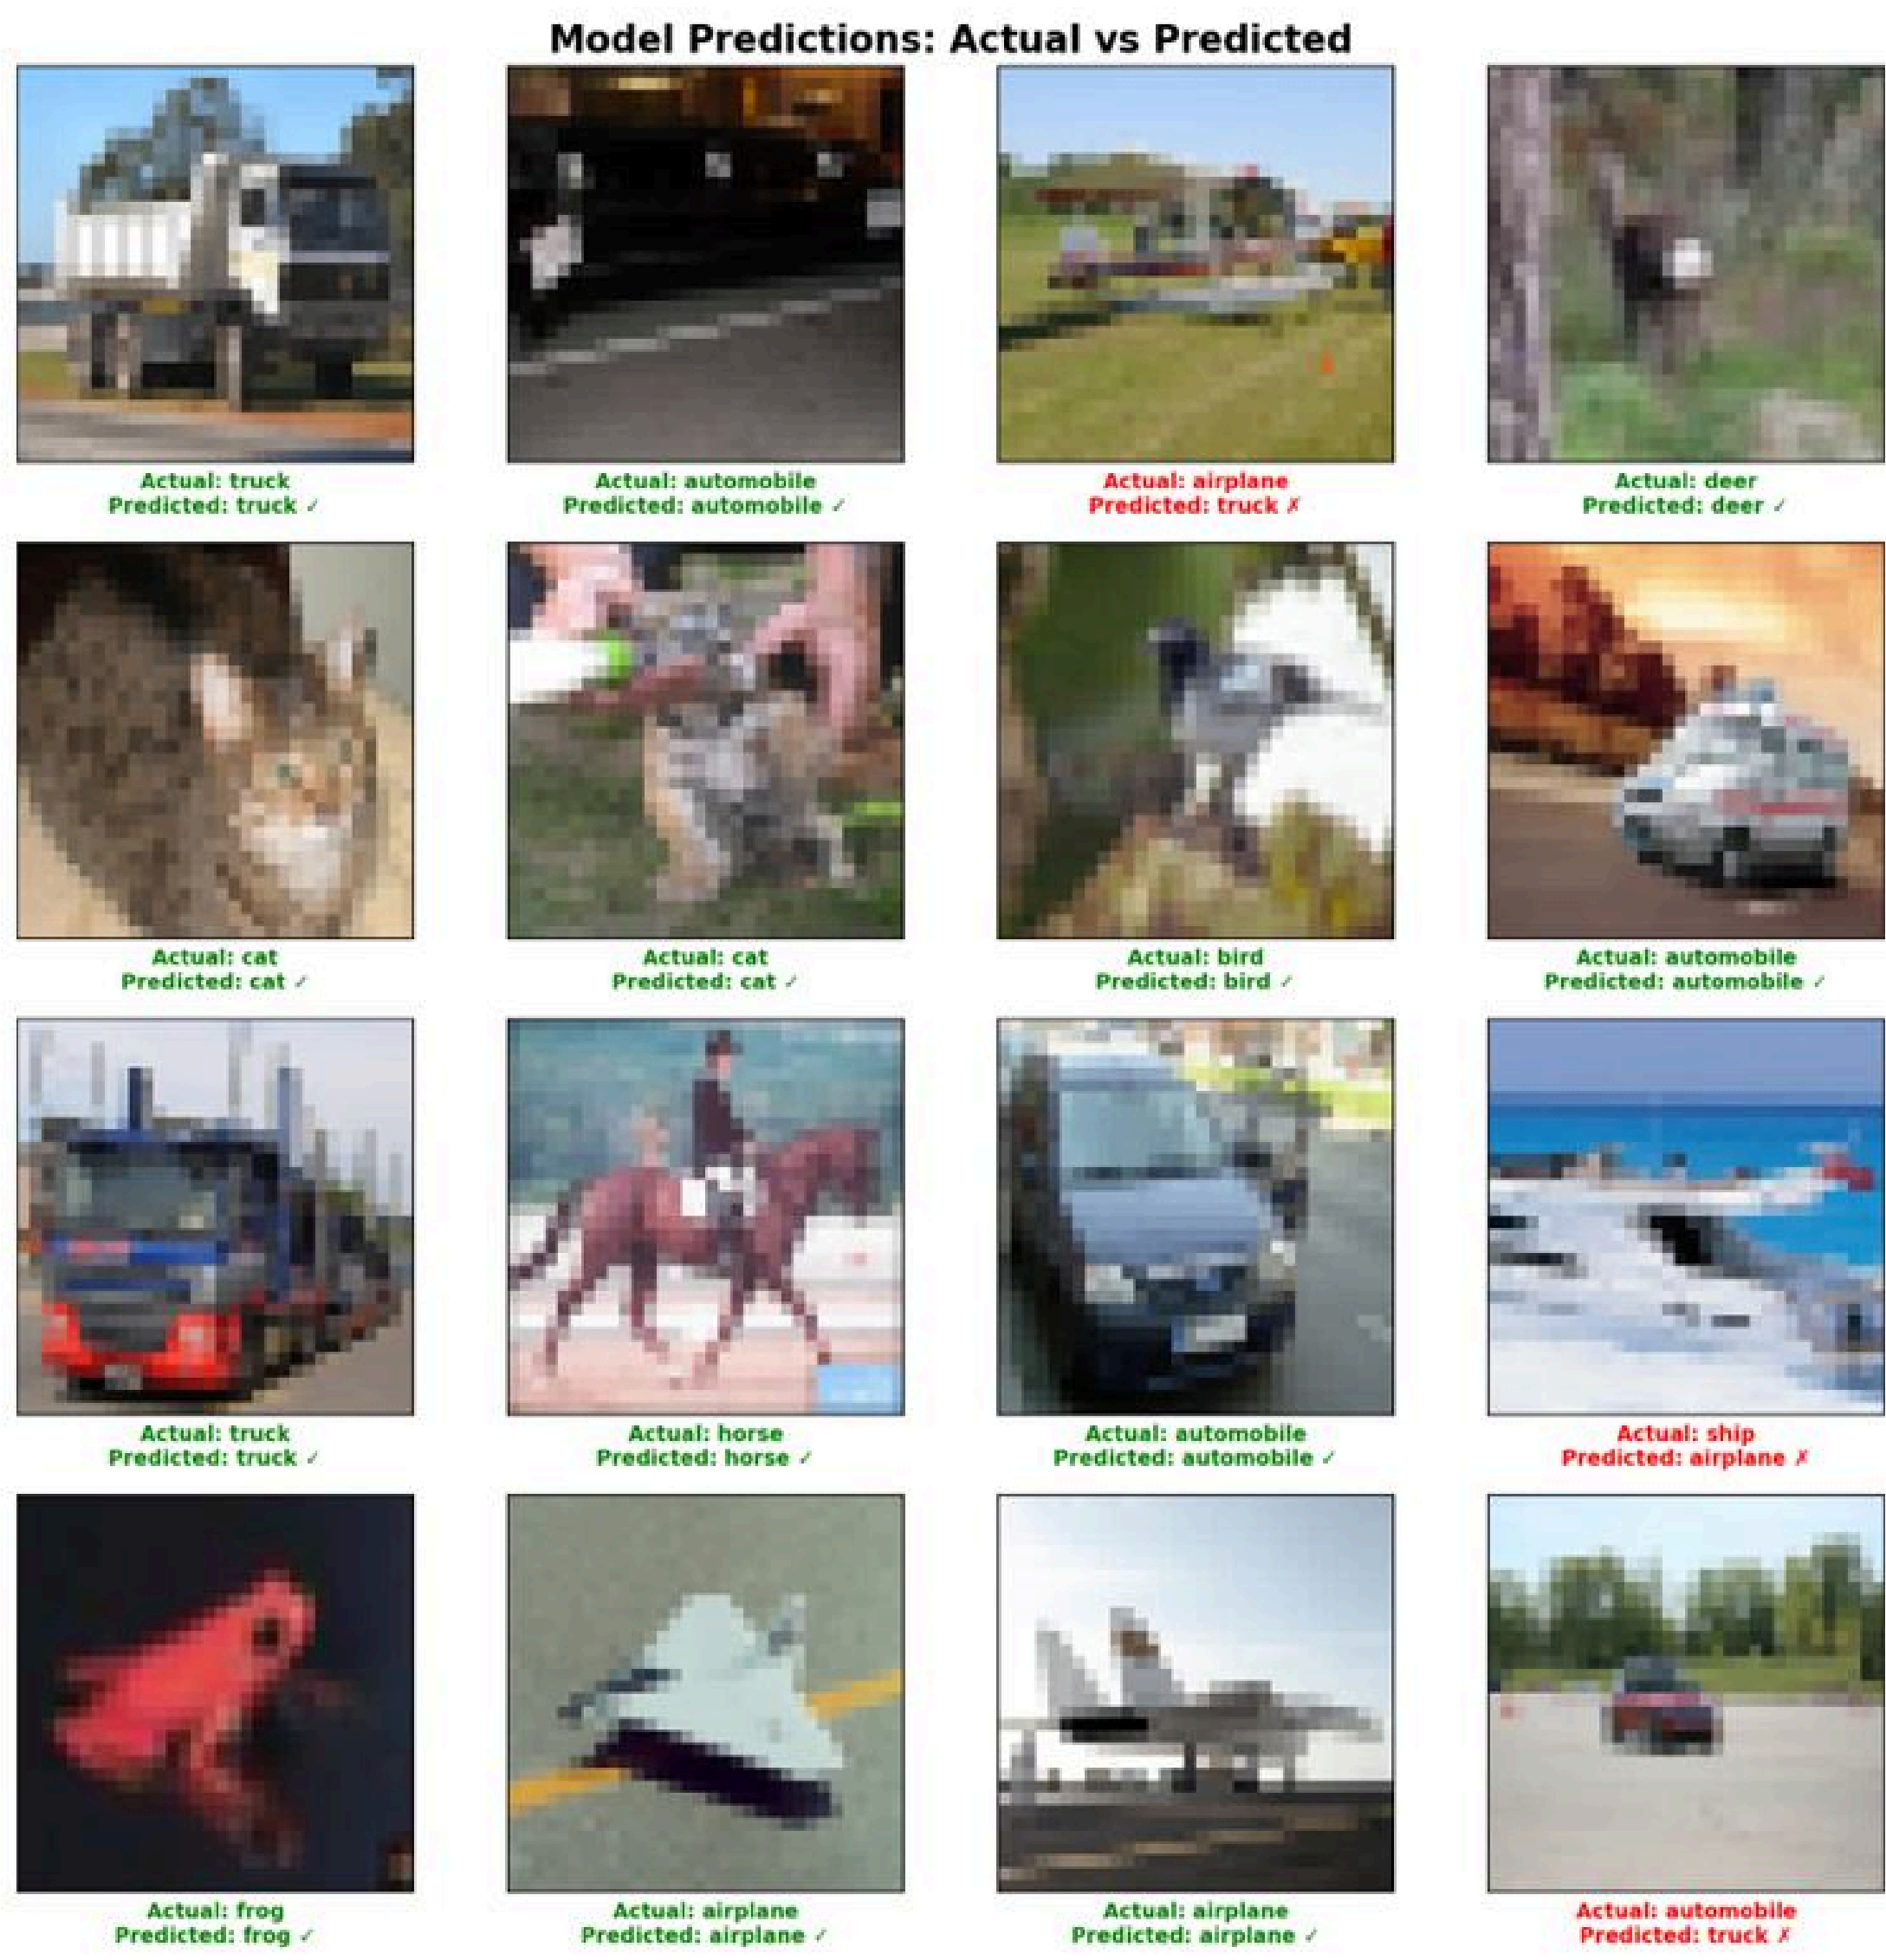 Model Predictions: Actual vs Predicted
Actual: truck
Predicted: truck ✓
Actual: automobile
Predicted: automobile ✓
Actual: airplane
Predicted: truck ✗
Actual: deer
Predicted: deer ✓
Actual: cat
Predicted: cat ✓
Actual: cat
Predicted: cat ✓
Actual: bird
Predicted: bird ✓
Actual: automobile
Predicted: automobile ✓
Actual: truck
Predicted: truck ✓
Actual: horse
Predicted: horse ✓
Actual: automobile
Predicted: automobile ✓
Actual: ship
Predicted: airplane ✗
Actual: frog
Predicted: frog ✓
Actual: airplane
Predicted: airplane ✓
Actual: airplane
Predicted: airplane ✓
Actual: automobile
Predicted: truck ✗